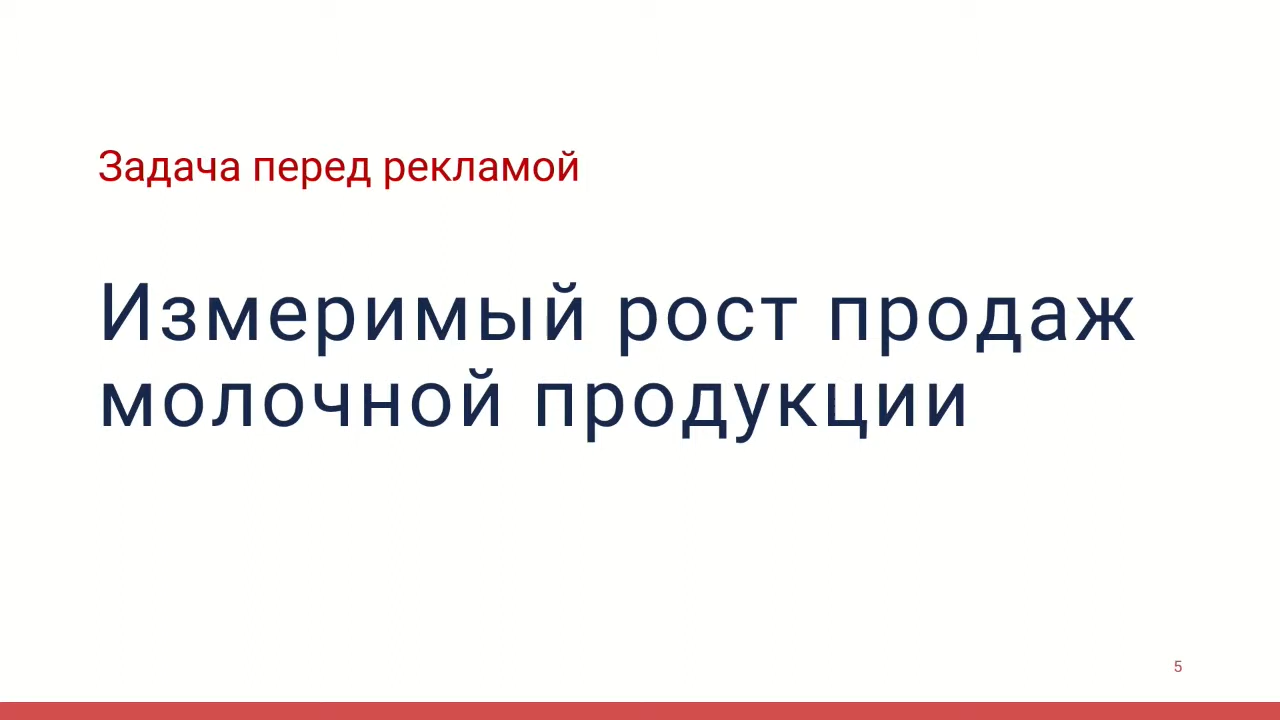 Задача перед рекламой
Измеримый рост продаж
молочной продукции
5